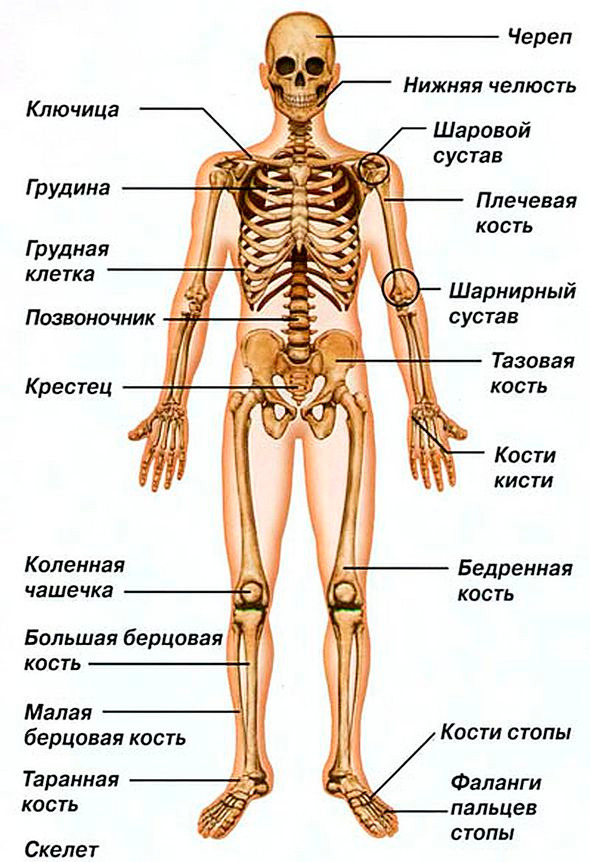 Череп
Нижняя челюсть
Ключица
Шаровой
сустав
Грудина
Плечевая
кость
Грудная
клетка
Шарнирный
сустав
Позвоночник
Тазовая
кость
Крестец
Кости
кисти
Коленная
чашечка
Бедренная
кость
Большая берцовая
кость
Малая
берцовая кость
Кости стопы
Таранная
кость
Фаланги
пальцев
стопы
Скелет